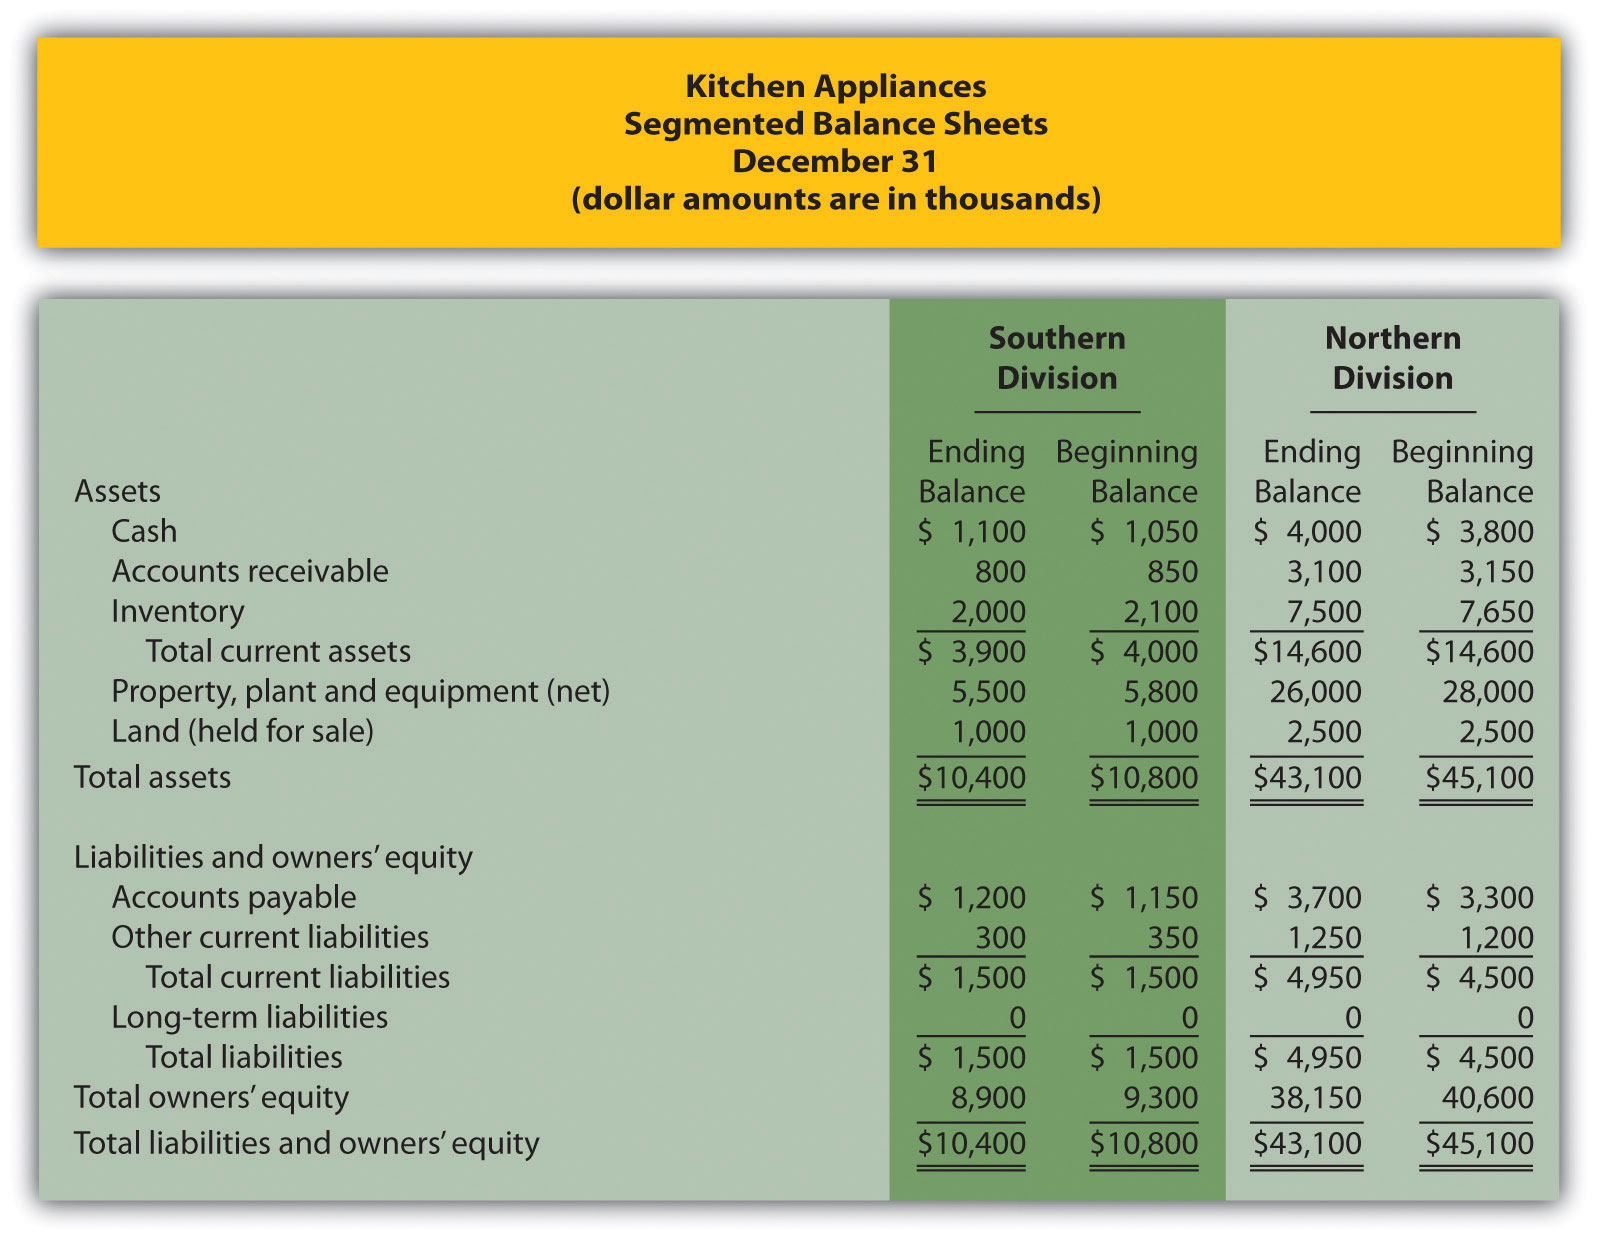 Kitchen Appliances
Segmented Balance Sheets
December 31
(dollar amounts are in thousands)
Southern Division Northern Division
Ending Beginning Ending Beginning
Assets Balance Balance Balance Balance
Cash $ 1,100 $ 1,050 $ 4,000 $ 3,800
Accounts receivable 800 850 3,100 3,150
Inventory 2,000 2,100 7,500 7,650
Total current assets $ 3,900 $ 4,000 $14,600 $14,600
Property, plant and equipment (net) 5,500 5,800 26,000 28,000
Land (held for sale) 1,000 1,000 2,500 2,500
Total assets $10,400 $10,800 $43,100 $45,100
Liabilities and owners’ equity
Accounts payable $ 1,200 $ 1,150 $ 3,700 $ 3,300
Other current liabilities 300 350 1,250 1,200
Total current liabilities $ 1,500 $ 1,500 $ 4,950 $ 4,500
Long-term liabilities 0 0 0 0
Total liabilities $ 1,500 $ 1,500 $ 4,950 $ 4,500
Total owners’ equity 8,900 9,300 38,150 40,600
Total liabilities and owners’ equity $10,400 $10,800 $43,100 $45,100